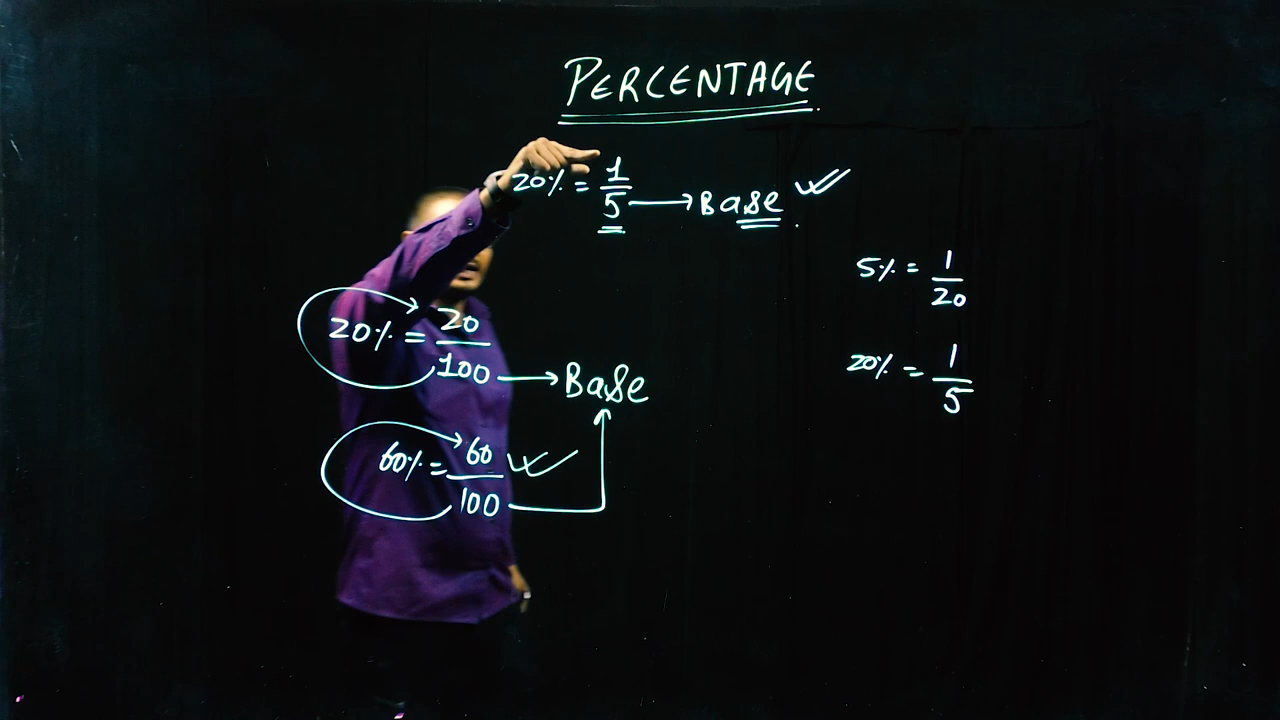 PERCENTAGE
20% = 1/5 → Base
5% = 1/20
20% = 20/100 → Base
20% = 1/5
60% = 60/100